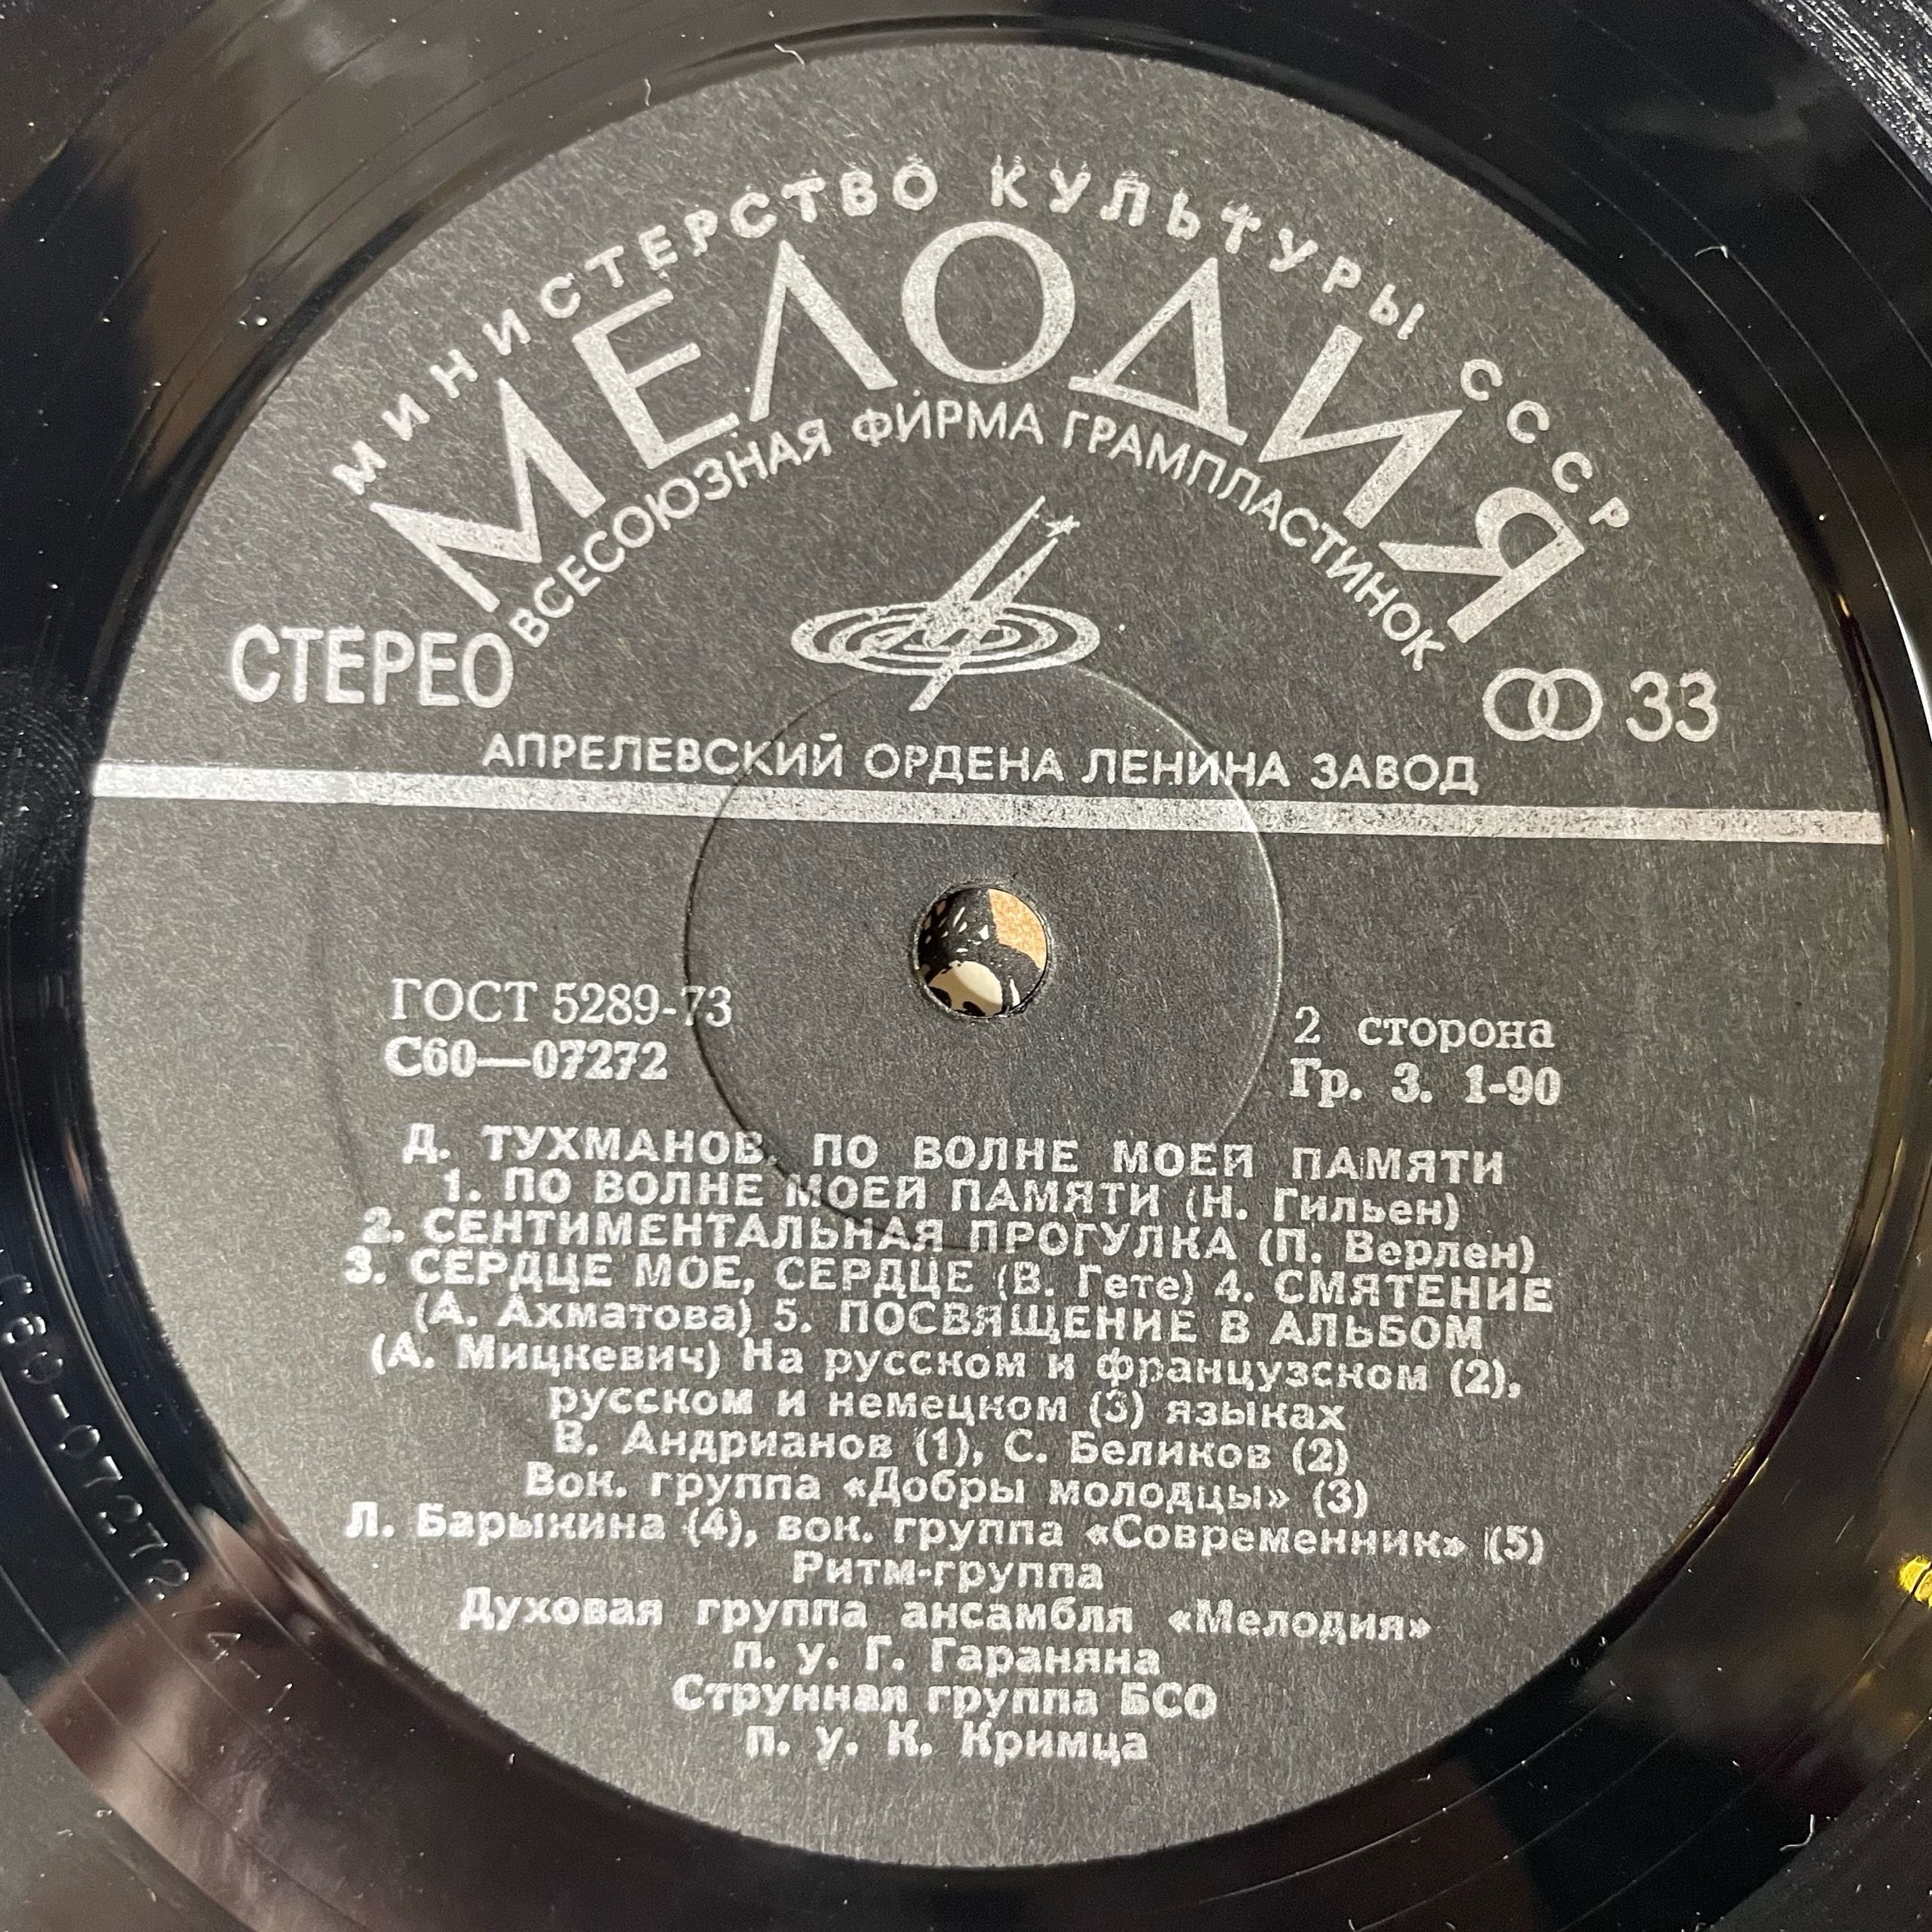 МИНИСТЕРСТВО КУЛЬТУРЫ СССР
МЕЛОДИЯ
ВСЕСОЮЗНАЯ ФИРМА ГРАМПЛАСТИНОК
СТЕРЕО
33
АПРЕЛЕВСКИЙ ОРДЕНА ЛЕНИНА ЗАВОД
ГОСТ 5289-73
С60—07272
2 сторона
Гр. 3. 1-90
Д. ТУХМАНОВ. ПО ВОЛНЕ МОЕЙ ПАМЯТИ
1. ПО ВОЛНЕ МОЕЙ ПАМЯТИ (Н. Гильен)
2. СЕНТИМЕНТАЛЬНАЯ ПРОГУЛКА (П. Верлен)
3. СЕРДЦЕ МОЕ, СЕРДЦЕ (В. Гете) 4. СМЯТЕНИЕ
(А. Ахматова) 5. ПОСВЯЩЕНИЕ В АЛЬБОМ
(А. Мицкевич) На русском и французском (2),
русском и немецком (3) языках
В. Андрианов (1), С. Беликов (2)
Вок. группа «Добры молодцы» (3)
Л. Барыкина (4), вок. группа «Современник» (5)
Ритм-группа
Духовая группа ансамбля «Мелодия»
п. у. Г. Гараняна
Струнная группа БСО
п. у. К. Кримца
С60-07272
4-1